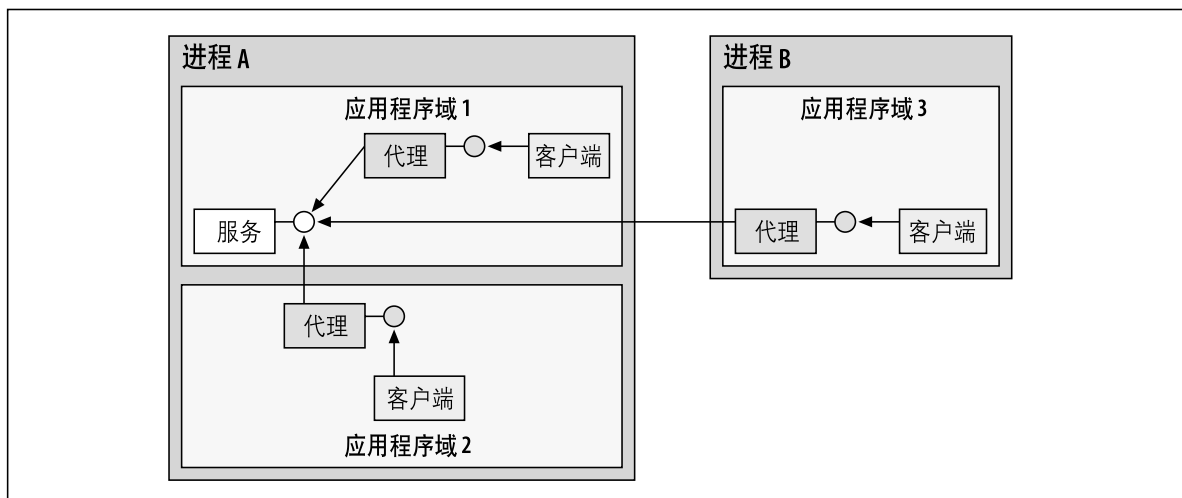 进程 A
应用程序域 1
代理
客户端
服务
代理
客户端
应用程序域 2
进程 B
应用程序域 3
代理
客户端